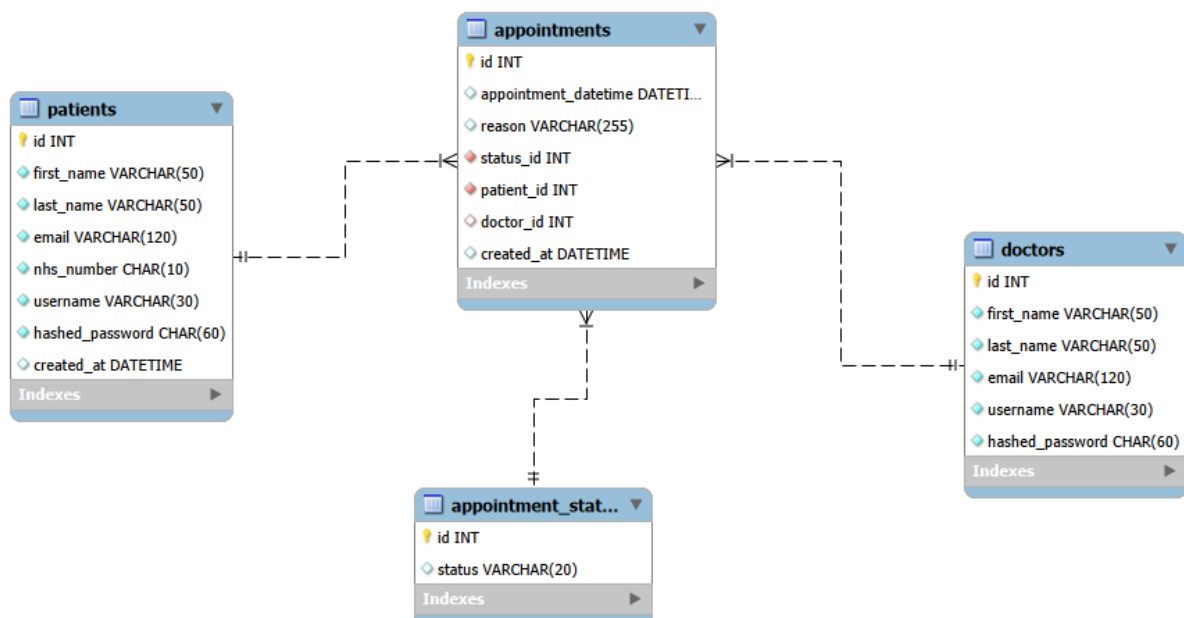 appointments
id INT
appointment_datetime DATETI...
reason VARCHAR(255)
status_id INT
patient_id INT
doctor_id INT
created_at DATETIME
Indexes
patients
id INT
first_name VARCHAR(50)
last_name VARCHAR(50)
email VARCHAR(120)
nhs_number CHAR(10)
username VARCHAR(30)
hashed_password CHAR(60)
created_at DATETIME
Indexes
doctors
id INT
first_name VARCHAR(50)
last_name VARCHAR(50)
email VARCHAR(120)
username VARCHAR(30)
hashed_password CHAR(60)
Indexes
appointment_stat...
id INT
status VARCHAR(20)
Indexes